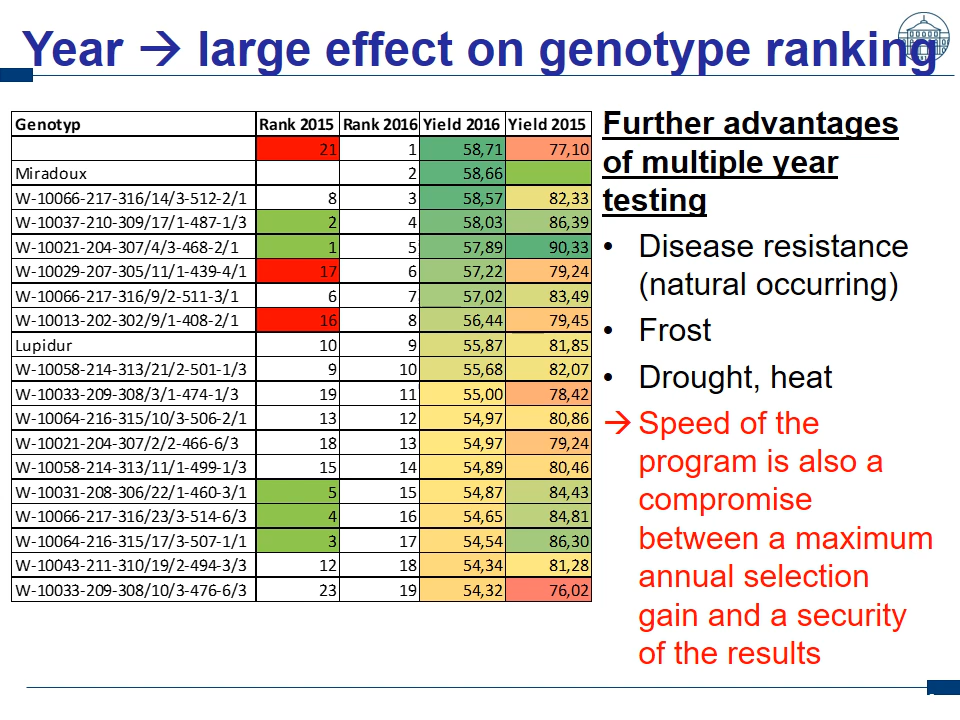 Year → large effect on genotype ranking
Genotyp Rank 2015 Rank 2016 Yield 2016 Yield 2015
21 1 58,71 77,10
Miradoux 2 58,66
W-10066-217-316/14/3-512-2/1 8 3 58,57 82,33
W-10037-210-309/17/1-487-1/3 2 4 58,03 86,39
W-10021-204-307/4/3-468-2/1 1 5 57,89 90,33
W-10029-207-305/11/1-439-4/1 17 6 57,22 79,24
W-10066-217-316/9/2-511-3/1 6 7 57,02 83,49
W-10013-202-302/9/1-408-2/1 16 8 56,44 79,45
Lupidur 10 9 55,87 81,85
W-10058-214-313/21/2-501-1/3 9 10 55,68 82,07
W-10033-209-308/3/1-474-1/3 19 11 55,00 78,42
W-10064-216-315/10/3-506-2/1 13 12 54,97 80,86
W-10021-204-307/2/2-466-6/3 18 13 54,97 79,24
W-10058-214-313/11/1-499-1/3 15 14 54,89 80,46
W-10031-208-306/22/1-460-3/1 5 15 54,87 84,43
W-10066-217-316/23/3-514-6/3 4 16 54,65 84,81
W-10064-216-315/17/3-507-1/1 3 17 54,54 86,30
W-10043-211-310/19/2-494-3/3 12 18 54,34 81,28
W-10033-209-308/10/3-476-6/3 23 19 54,32 76,02
Further advantages
of multiple year
testing
• Disease resistance
(natural occurring)
• Frost
• Drought, heat
→ Speed of the
program is also a
compromise
between a maximum
annual selection
gain and a security
of the results